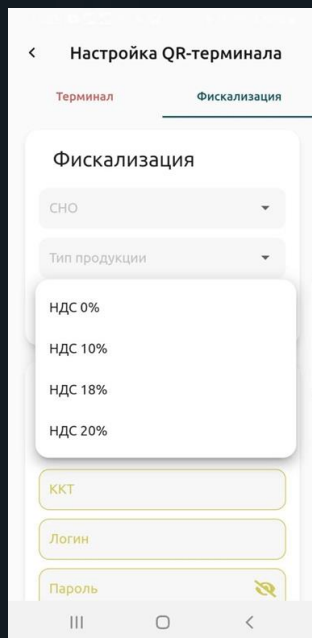 Настройка QR-терминала
Терминал
Фискализация
Фискализация
СНО
Тип продукции
НДС 0%
НДС 10%
НДС 18%
НДС 20%
ККТ
Логин
Пароль